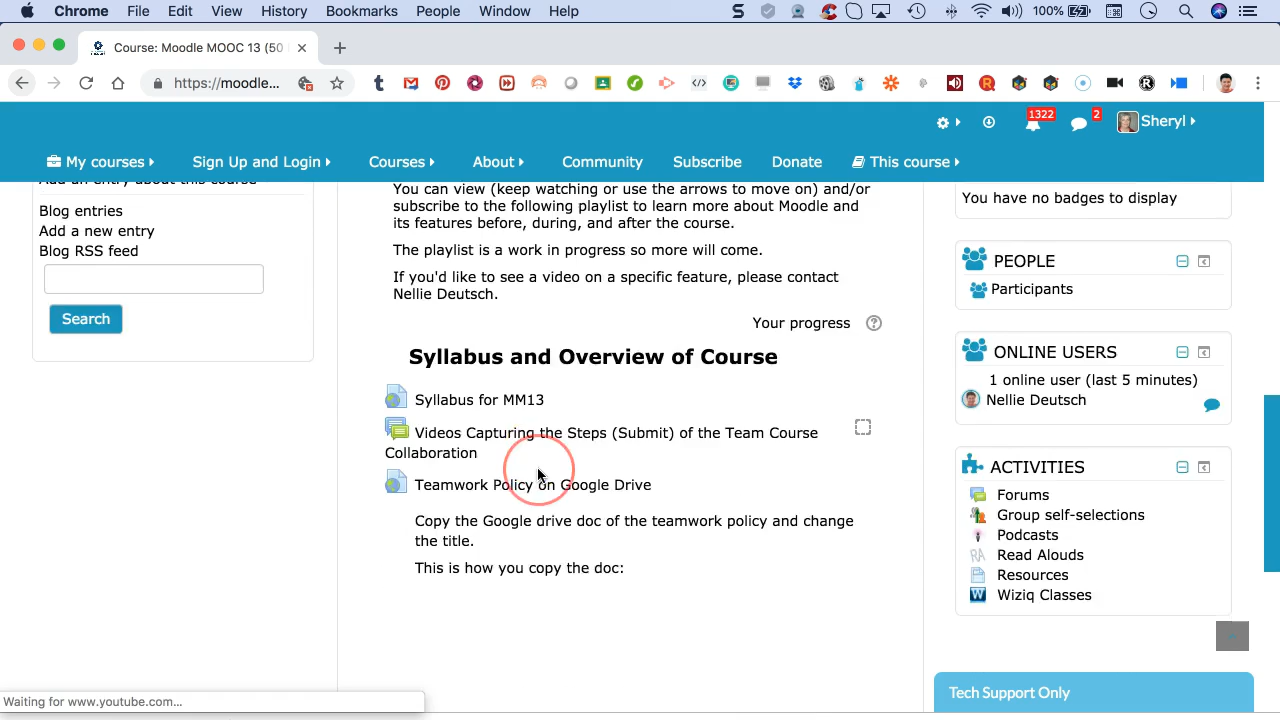 Chrome File Edit View History Bookmarks People Window Help 100%
Course: Moodle MOOC 13 (50
https://moodle...
1322 2 Sheryl
My courses Sign Up and Login Courses About Community Subscribe Donate This course
Add an entry about this course
Blog entries
Add a new entry
Blog RSS feed
Search
You can view (keep watching or use the arrows to move on) and/or
subscribe to the following playlist to learn more about Moodle and
its features before, during, and after the course.
The playlist is a work in progress so more will come.
If you'd like to see a video on a specific feature, please contact
Nellie Deutsch.
Your progress
Syllabus and Overview of Course
Syllabus for MM13
Videos Capturing the Steps (Submit) of the Team Course
Collaboration
Teamwork Policy on Google Drive
Copy the Google drive doc of the teamwork policy and change
the title.
This is how you copy the doc:
You have no badges to display
PEOPLE
Participants
ONLINE USERS
1 online user (last 5 minutes)
Nellie Deutsch
ACTIVITIES
Forums
Group self-selections
Podcasts
RA Read Alouds
Resources
W Wiziq Classes
Tech Support Only
Waiting for www.youtube.com...